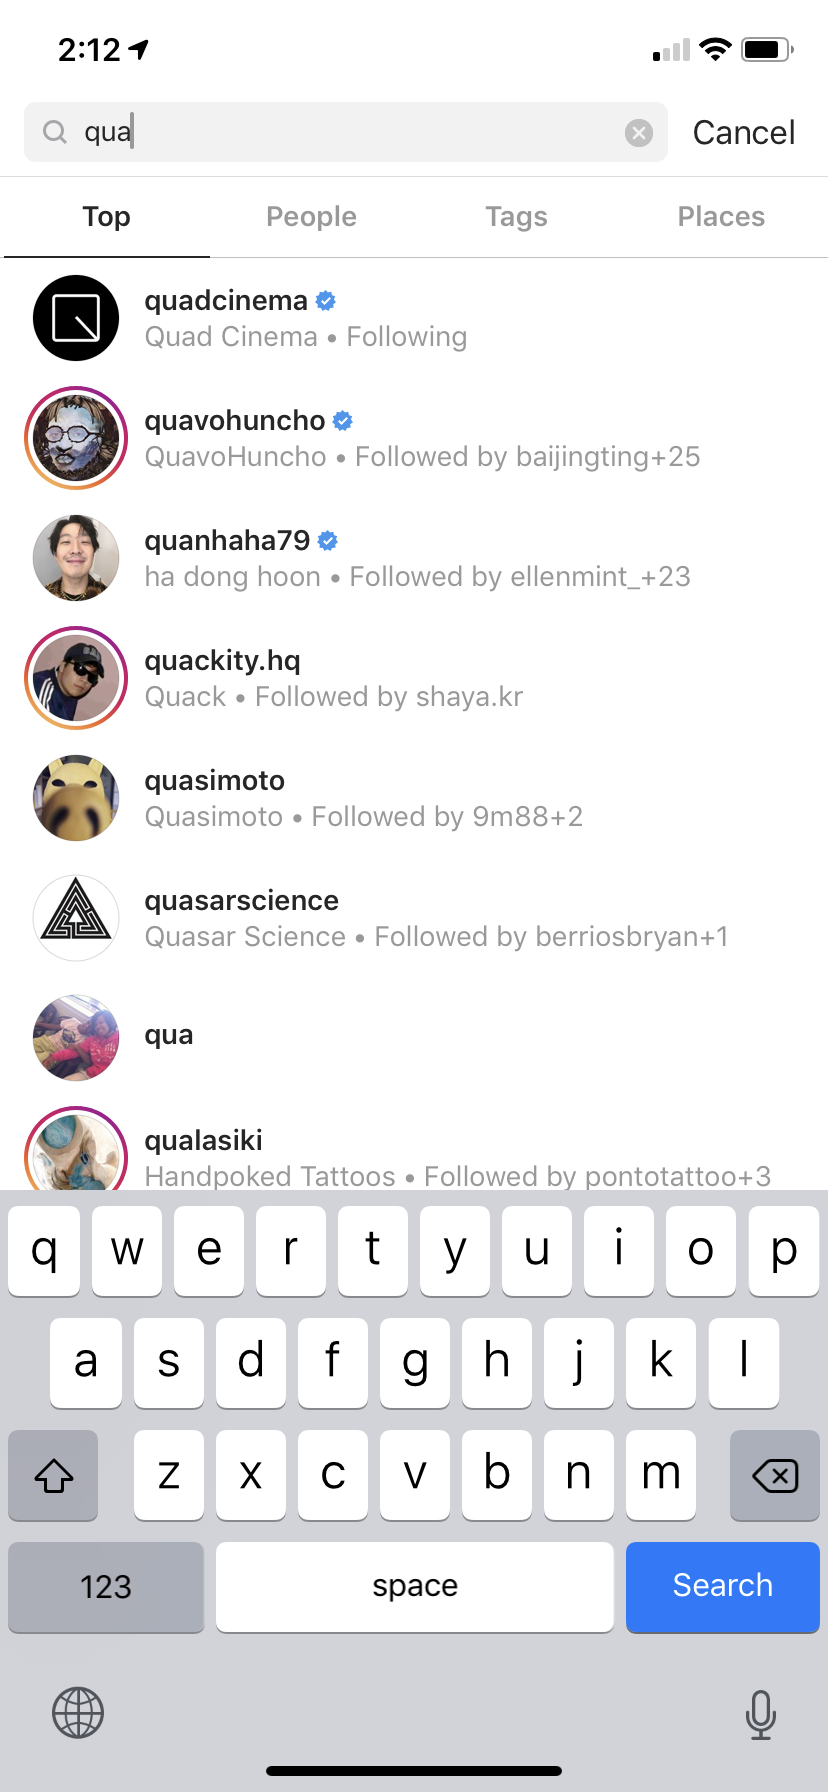 2:12
qua
Cancel
Top People Tags Places
quadcinema
Quad Cinema • Following
quavohuncho
QuavoHuncho • Followed by baijingting+25
quanhaha79
ha dong hoon • Followed by ellenmint_+23
quackity.hq
Quack • Followed by shaya.kr
quasimoto
Quasimoto • Followed by 9m88+2
quasarscience
Quasar Science • Followed by berriosbryan+1
qua
qualasiki
Handpoked Tattoos • Followed by pontotattoo+3
q w e r t y u i o p
a s d f g h j k l
z x c v b n m
123 space Search